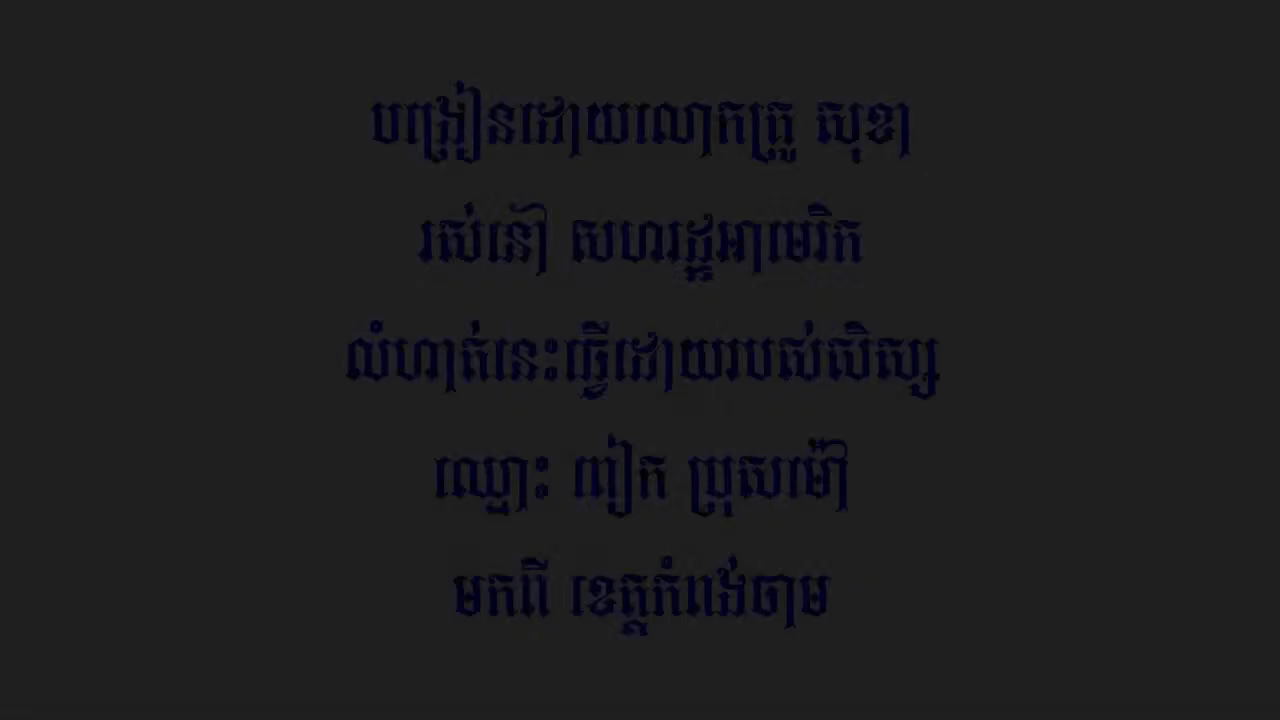 បង្រៀនដោយលោកគ្រូ សុខា
រស់នៅ សហរដ្ឋអាមេរិក
លំហាត់នេះធ្វើដោយរបស់សិស្ស
ឈ្មោះ ពៀក ប្រុសម៉ៅ
មកពី ខេត្តកំពង់ចាម